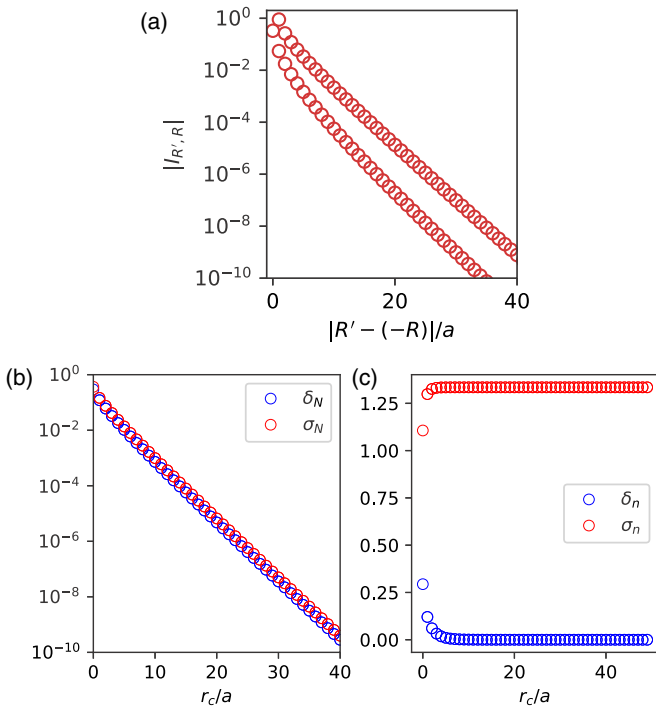 (a)
10^0
10^{-2}
10^{-4}
10^{-6}
10^{-8}
10^{-10}
|I_{R',R}|
0 20 40
|R' − (−R)|/a
(b)
10^0
10^{-2}
10^{-4}
10^{-6}
10^{-8}
10^{-10}
δ_N
σ_N
0 10 20 30 40
r_c/a
(c)
1.25
1.00
0.75
0.50
0.25
0.00
δ_n
σ_n
0 20 40
r_c/a